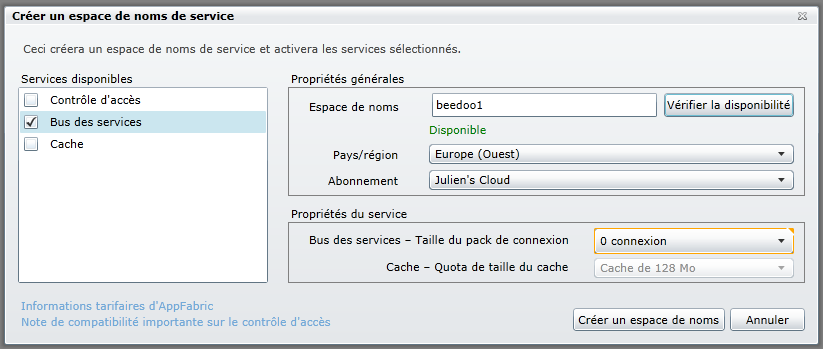 Créer un espace de noms de service
Ceci créera un espace de noms de service et activera les services sélectionnés.
Services disponibles
Contrôle d'accès
Bus des services
Cache
Propriétés générales
Espace de noms beedoo1 Vérifier la disponibilité
Disponible
Pays/région Europe (Ouest)
Abonnement Julien's Cloud
Propriétés du service
Bus des services – Taille du pack de connexion 0 connexion
Cache – Quota de taille du cache Cache de 128 Mo
Informations tarifaires d'AppFabric
Note de compatibilité importante sur le contrôle d'accès
Créer un espace de noms Annuler